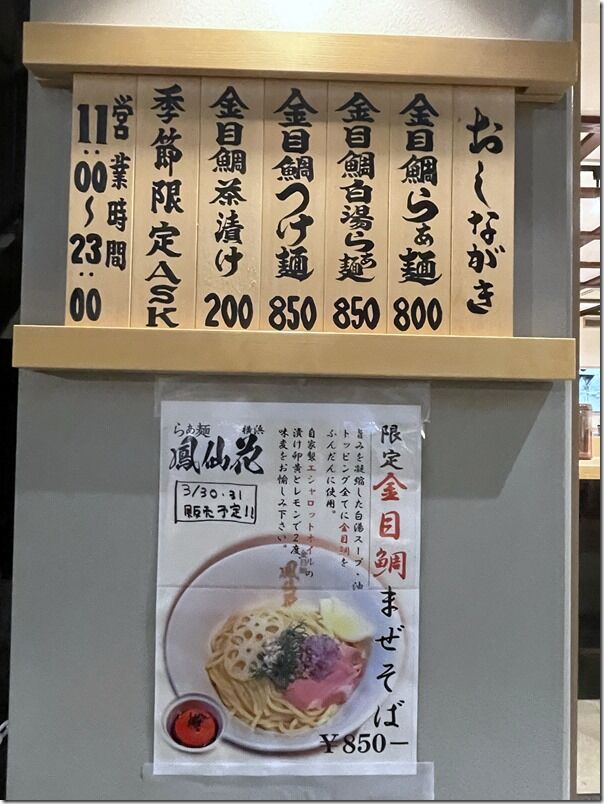 おしながき
金目鯛らぁ麺 800
金目鯛白湯らぁ麺 850
金目鯛つけ麺 850
金目鯛茶漬け 200
季節限定ASK
営業時間
11:00～23:00
限定金目鯛まぜそば
旨みを凝縮した白湯スープ・油
トッピング全てに金目鯛を
ふんだんに使用。
自家製エシャロットオイルの
漬け卵黄とレモンで2度
味変をお愉しみ下さい。
らぁ麺 横浜
鳳仙花
3/30・31
販売予定!!
¥850-